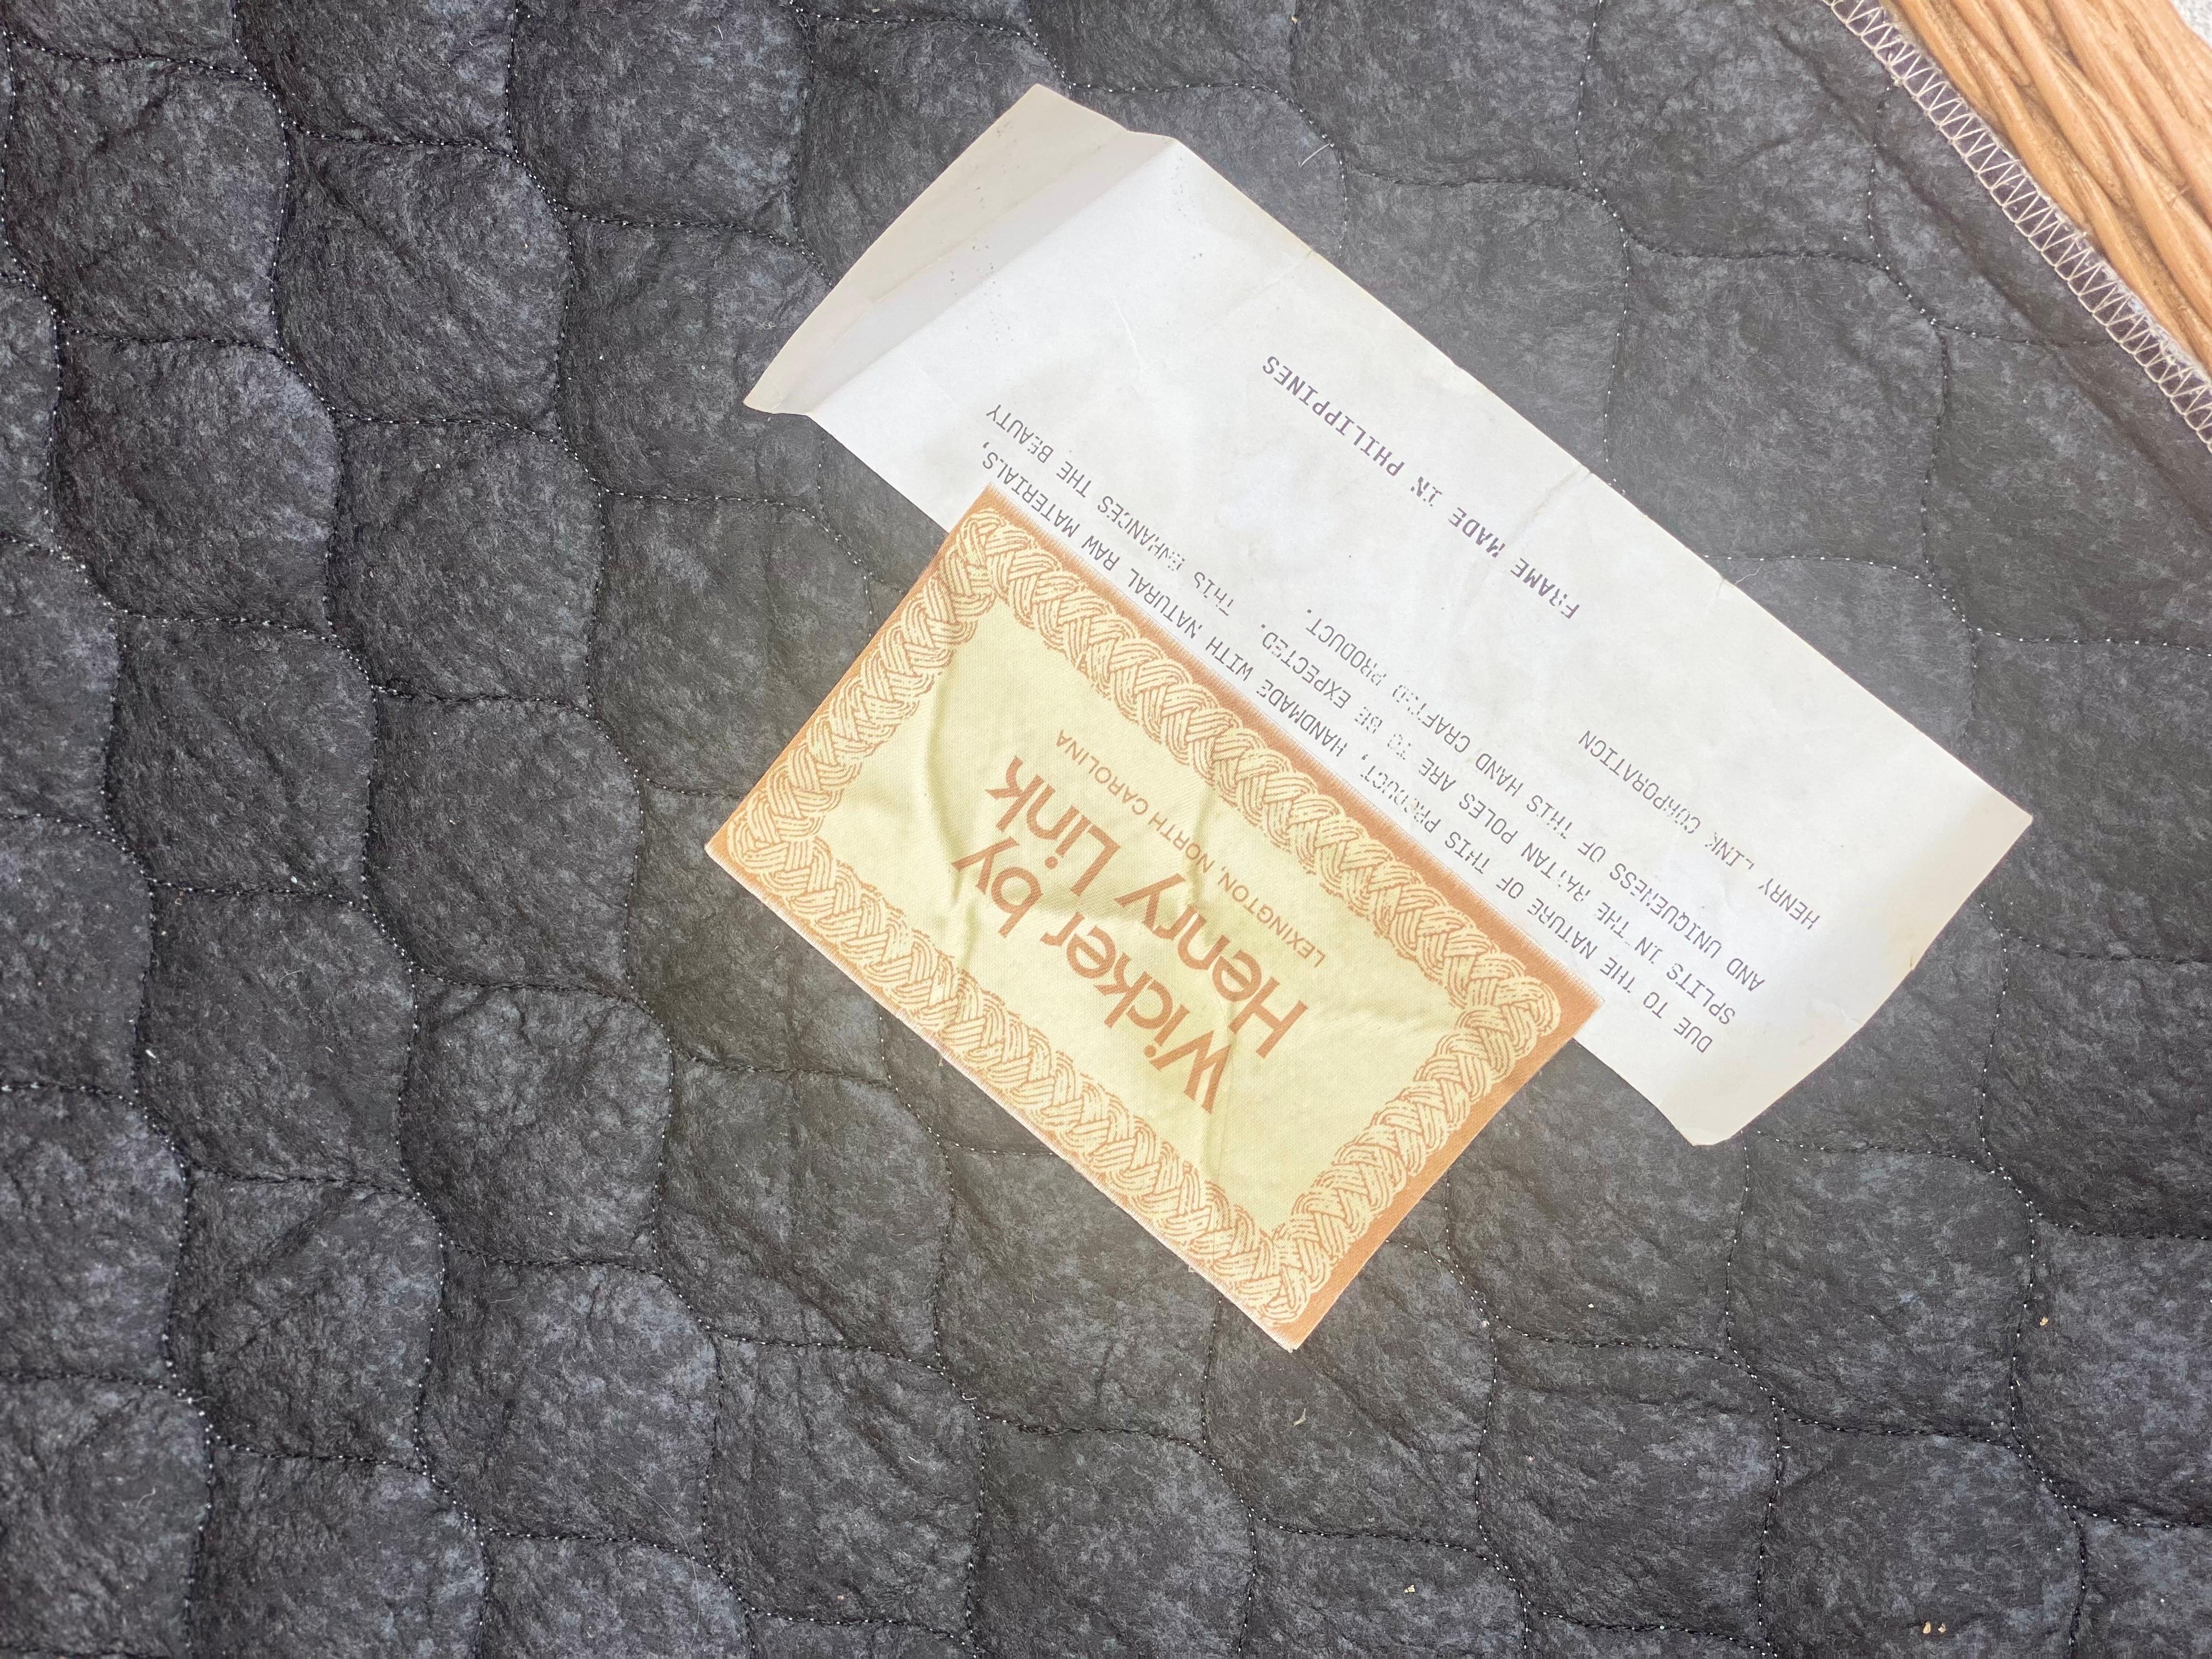 Wicker by
Henry Link
LEXINGTON, NORTH CAROLINA
DUE TO THE NATURE OF THIS PRODUCT, HANDMADE WITH NATURAL RAW MATERIALS,
SPLITS IN THE RATTAN POLES ARE TO BE EXPECTED. THIS ENHANCES THE BEAUTY
AND UNIQUENESS OF THIS HAND CRAFTED PRODUCT.
HENRY LINK CORPORATION
FRAME MADE IN PHILIPPINES